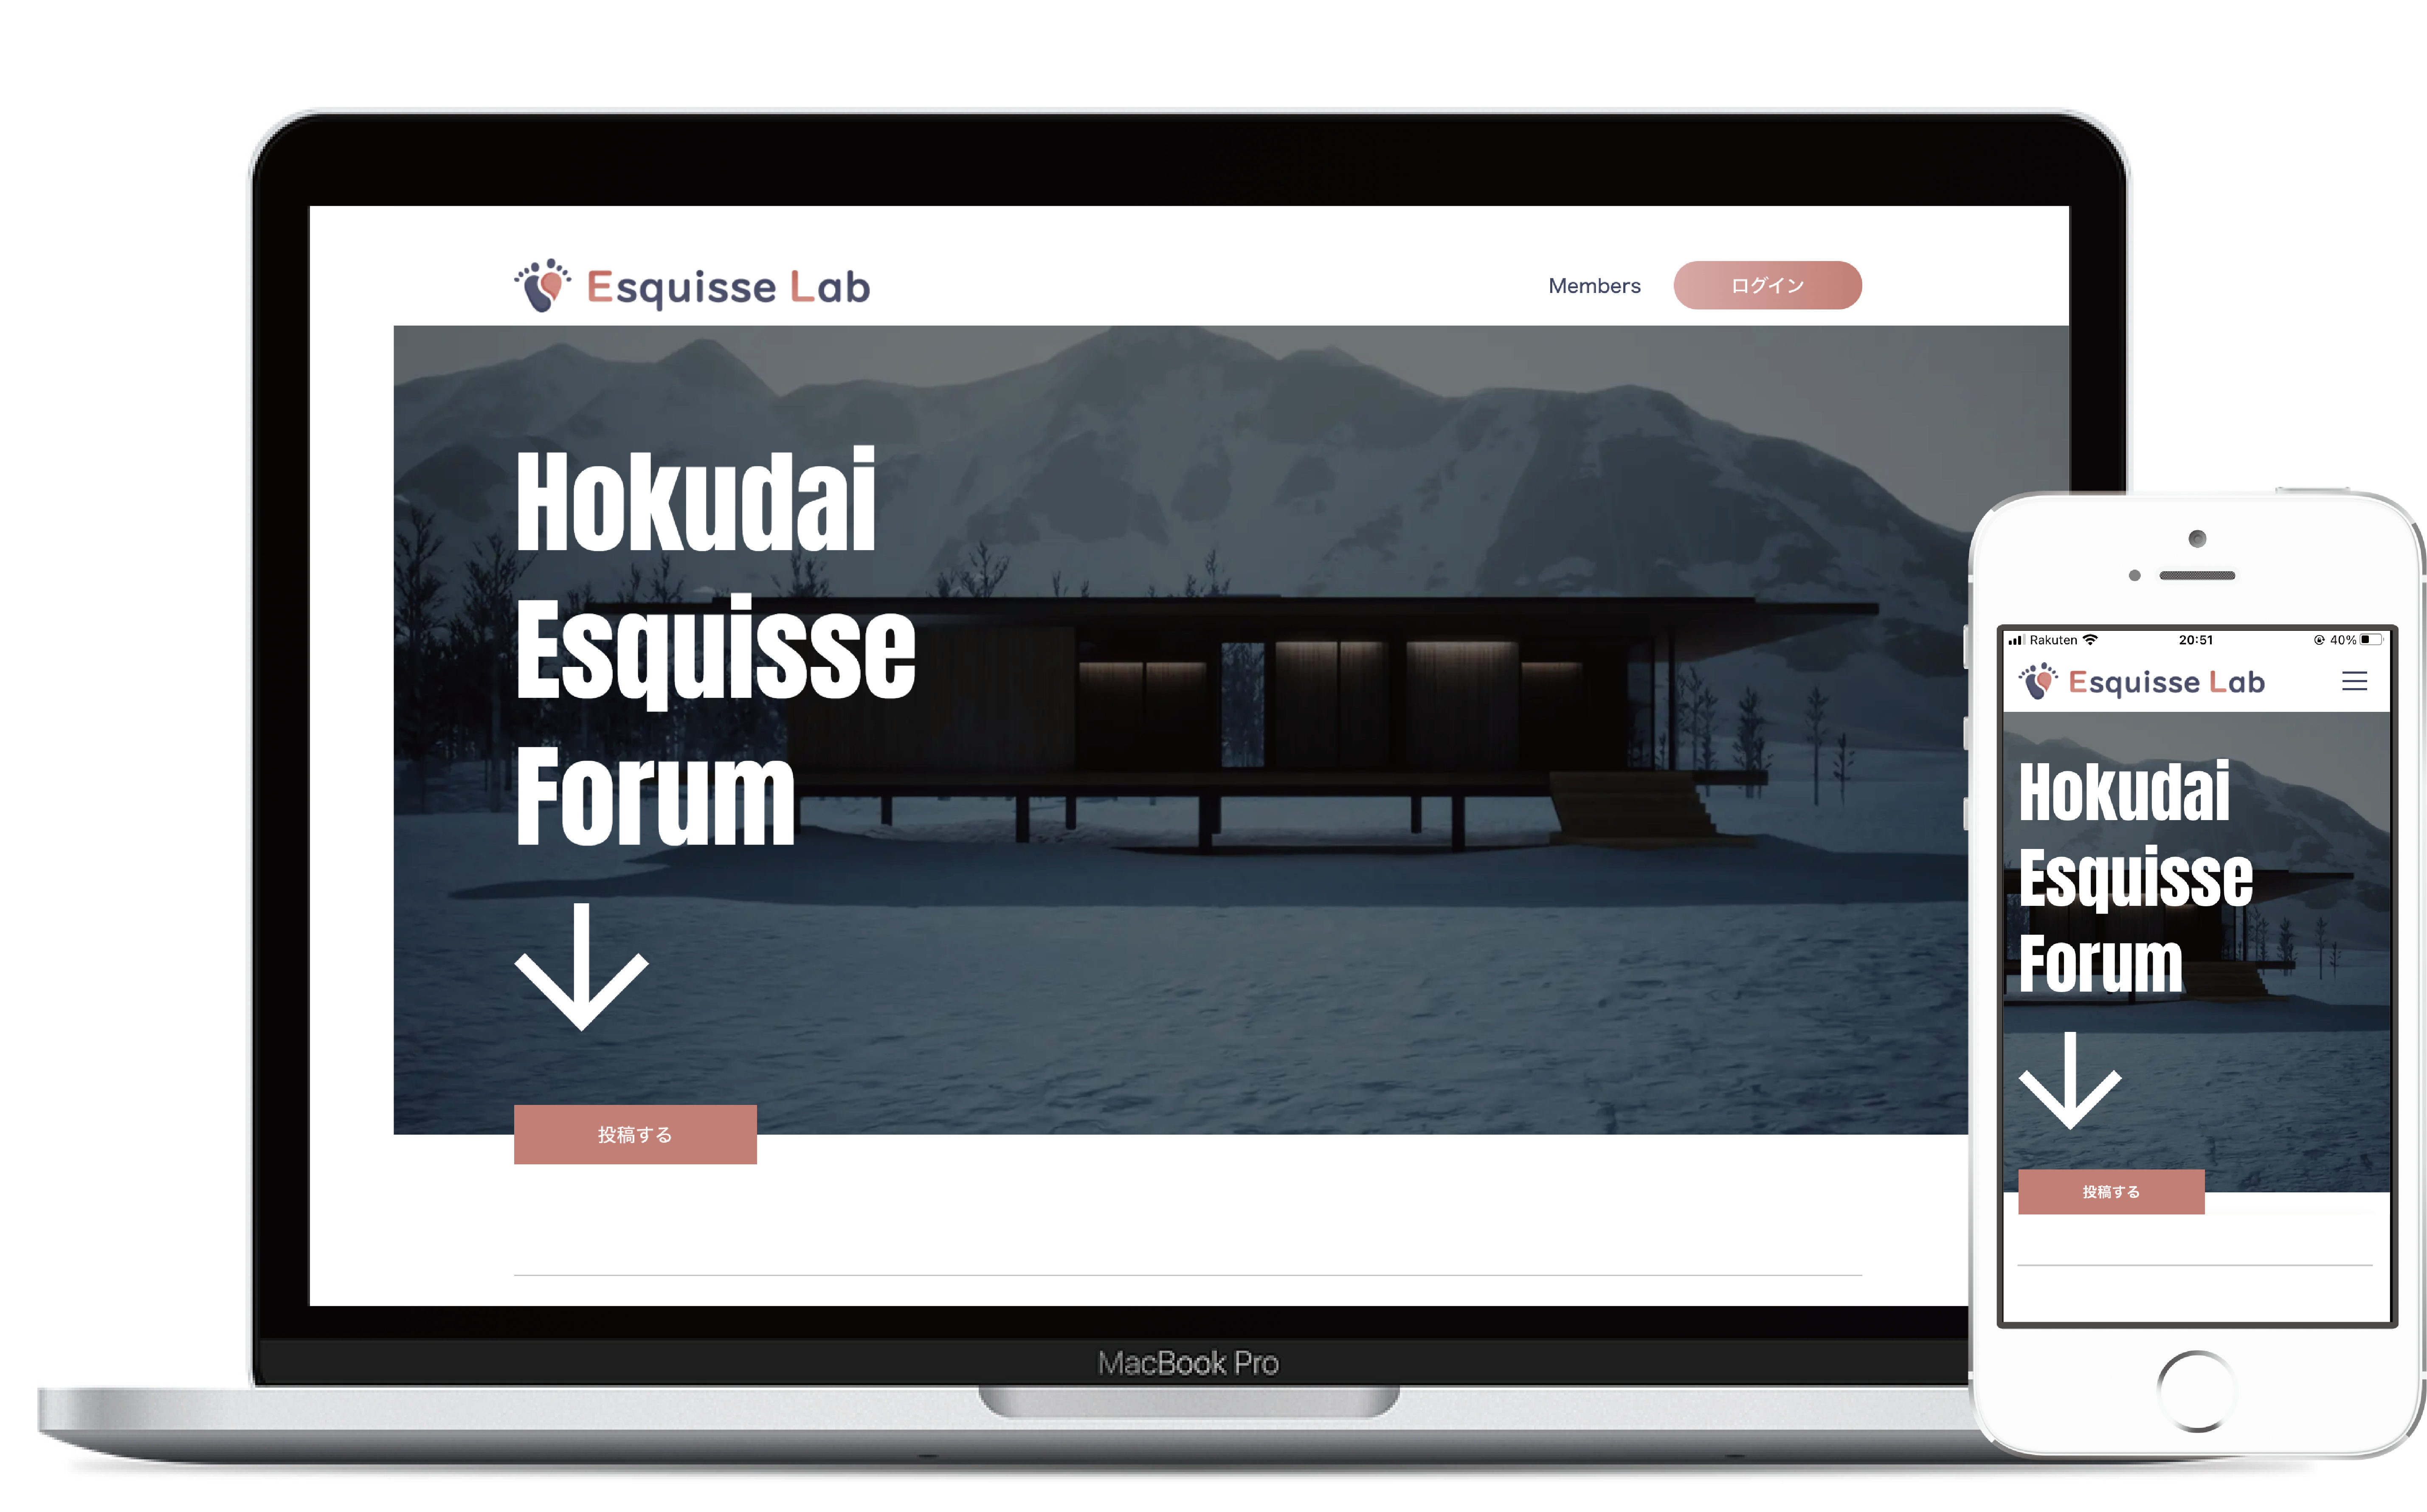 Esquisse Lab
Members
ログイン
Hokudai
Esquisse
Forum
投稿する
MacBook Pro
Rakuten
20:51
40%
Esquisse Lab
Hokudai
Esquisse
Forum
投稿する